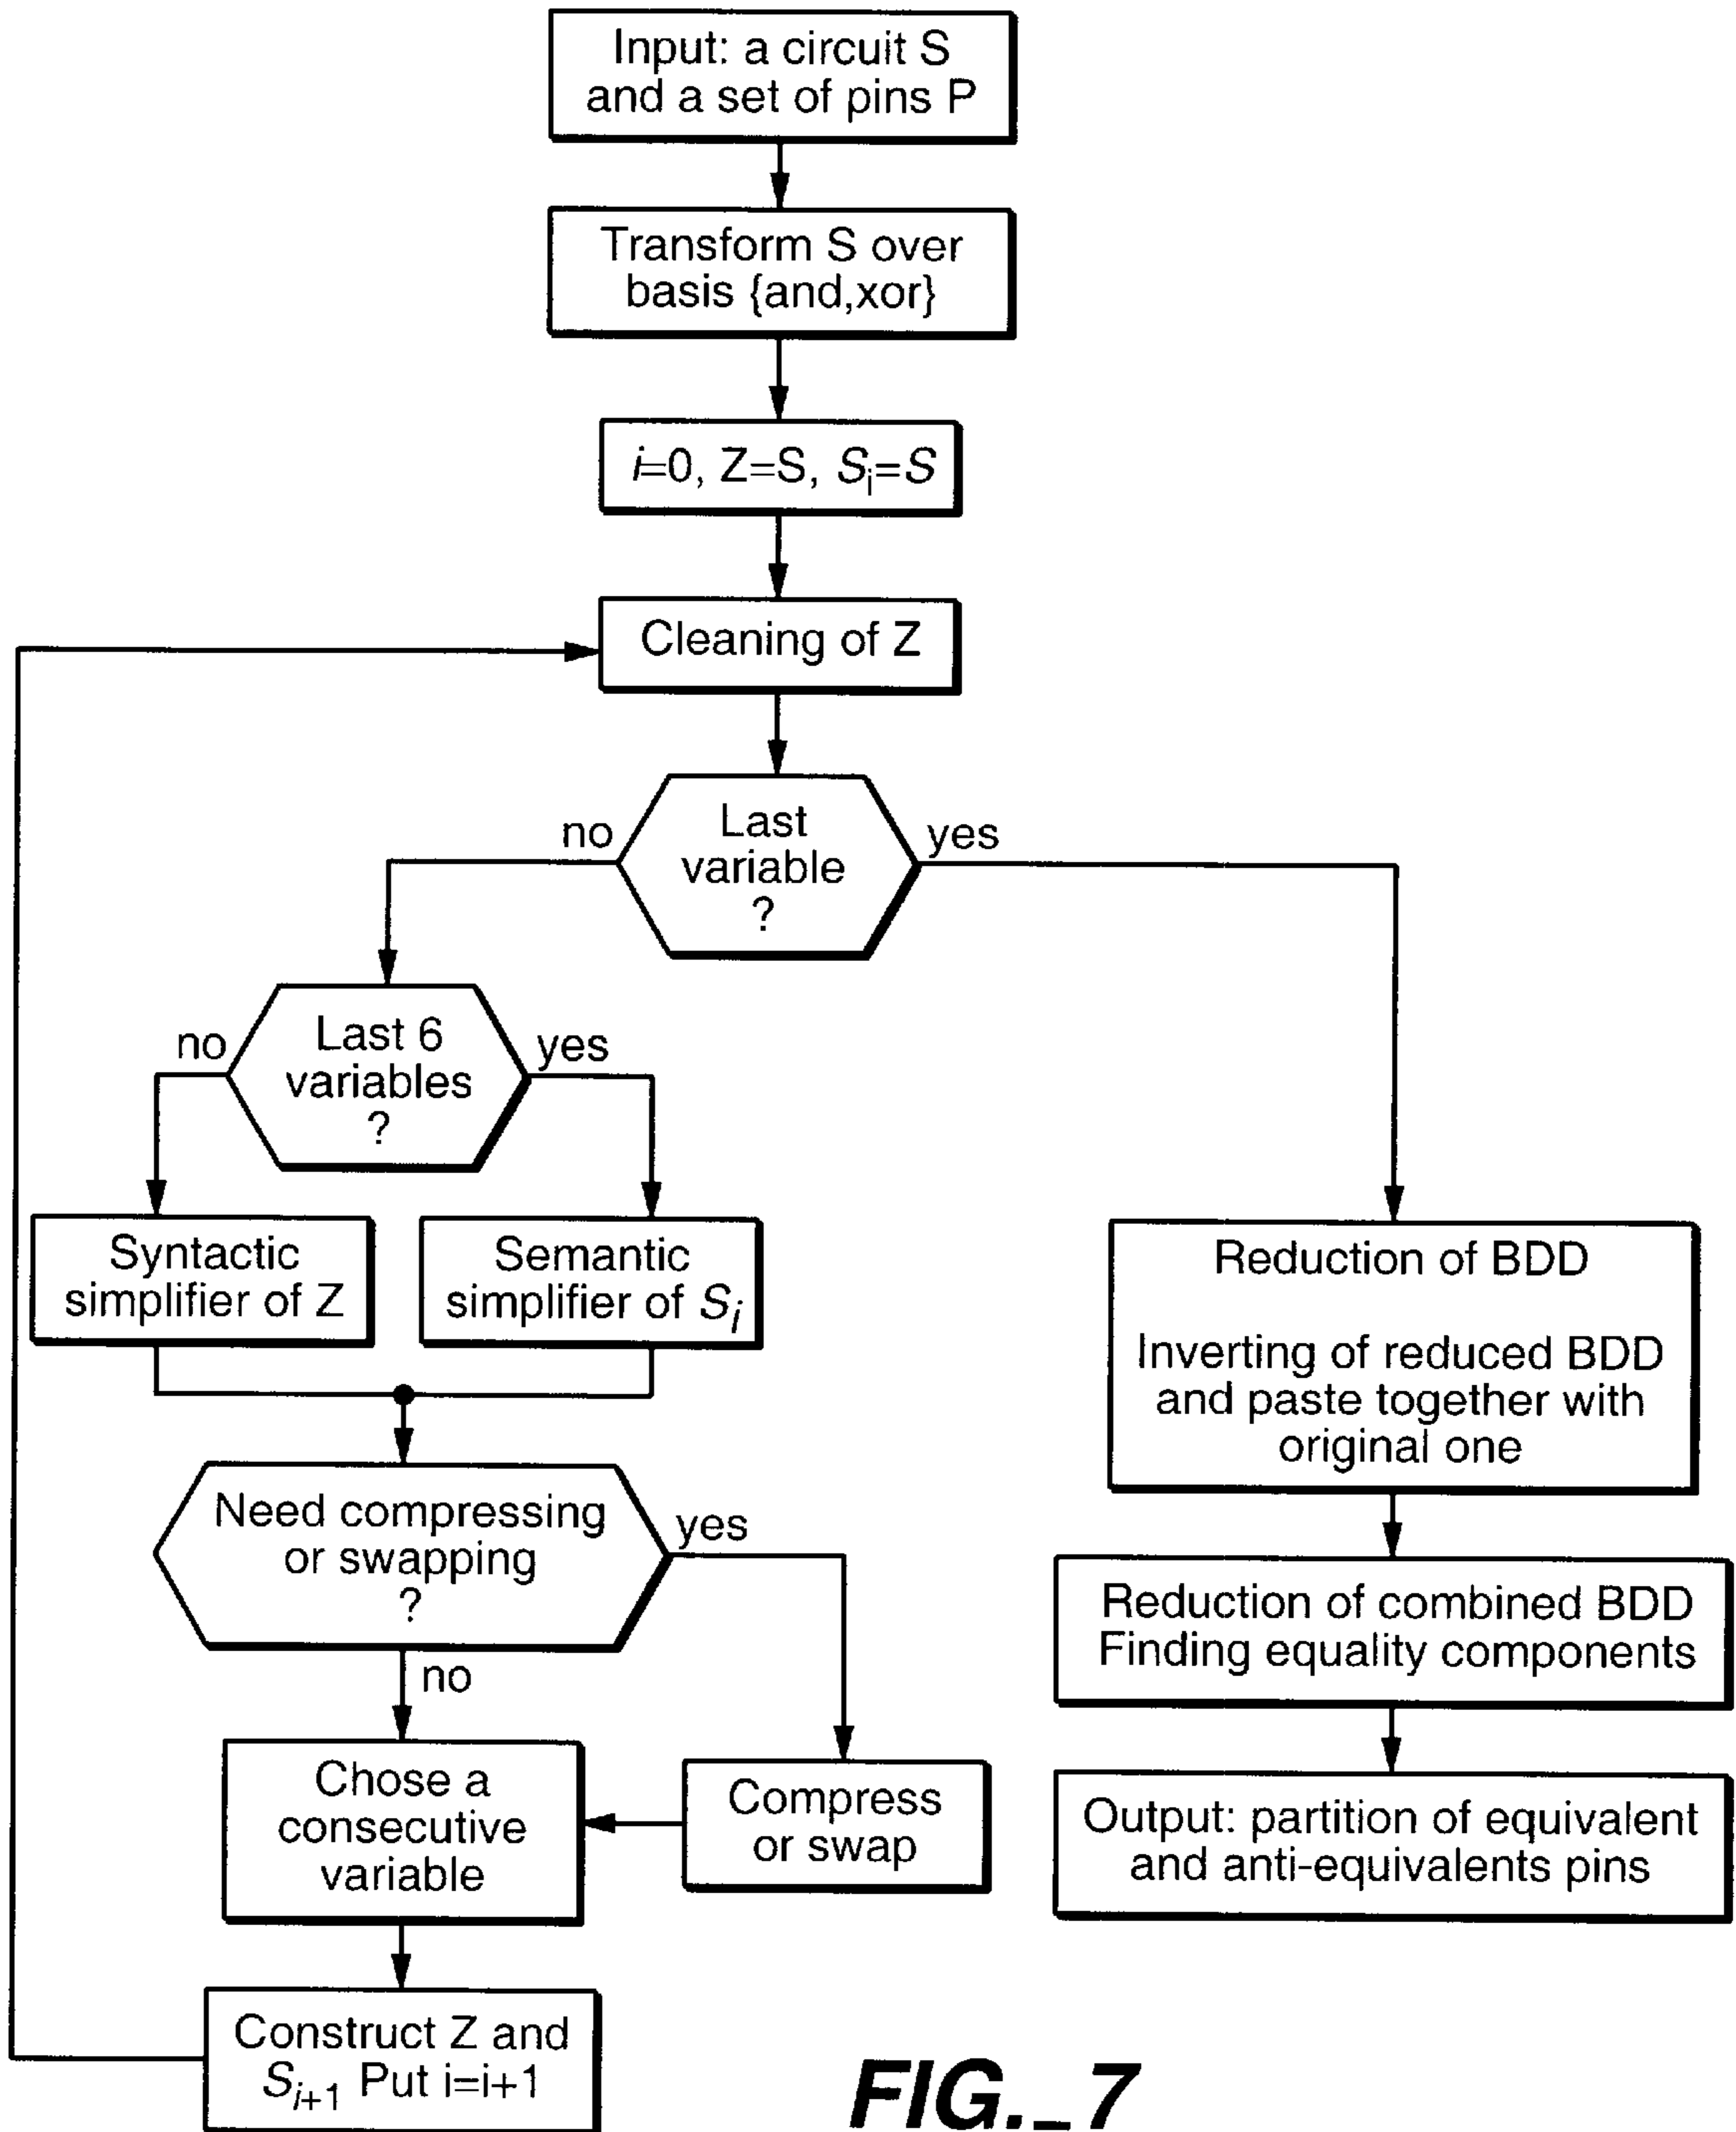 Input: a circuit S
and a set of pins P
Transform S over
basis {and,xor}
i=0, Z=S, Si=S
Cleaning of Z
Last
variable
?
no
yes
Last 6
variables
?
no
yes
Syntactic
simplifier of Z
Semantic
simplifier of Si
Need compressing
or swapping
?
yes
no
Chose a
consecutive
variable
Compress
or swap
Construct Z and
Si+1 Put i=i+1
Reduction of BDD
Inverting of reduced BDD
and paste together with
original one
Reduction of combined BDD
Finding equality components
Output: partition of equivalent
and anti-equivalents pins
FIG._7